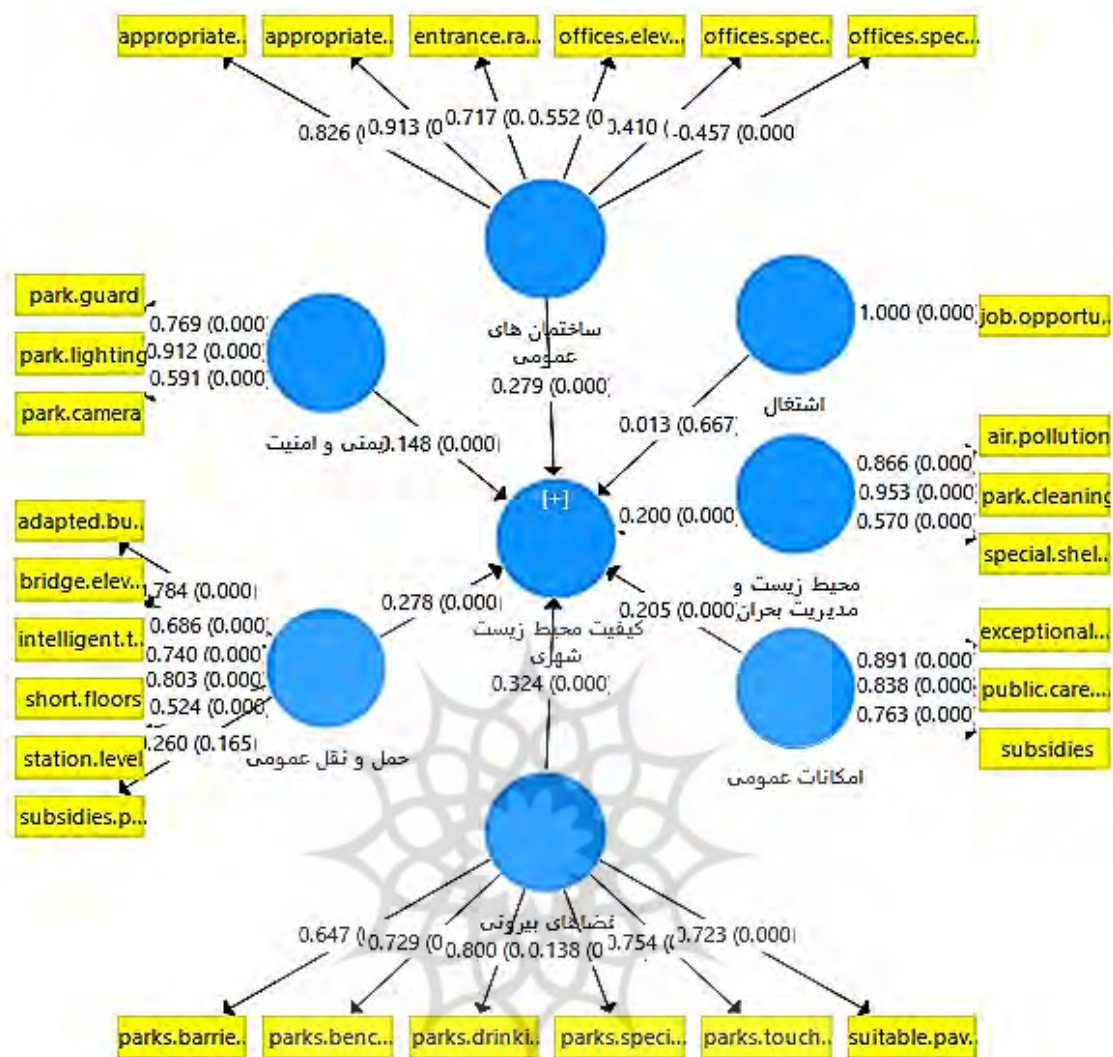 appropriate..
appropriate..
entrance.ra...
offices.elev...
offices.spec...
offices.spec...
0.826 (
0.913 (0
0.717 (0.
0.552 (0
0.410 (
-0.457 (0.000
park.guard
park.lighting
park.camera
0.769 (0.000)
0.912 (0.000)
0.591 (0.000)
ایمنی و امنیت
0.148 (0.000)
ساختمان های
عمومی
0.279 (0.000)
1.000 (0.000)
job.opportu...
اشتغال
0.013 (0.667)
[+]
کیفیت محیط زیست
شهری
0.200 (0.000)
0.866 (0.000)
0.953 (0.000)
0.570 (0.000)
air.pollution
park.cleaning
special.shel..
محیط زیست و
مدیریت بحران
adapted.bu..
bridge.elev...
intelligent.t...
short.floors
station.level
subsidies.p...
0.784 (0.000)
0.686 (0.000)
0.740 (0.000)
0.803 (0.000)
0.524 (0.000)
0.260 (0.165)
حمل و نقل عمومی
0.278 (0.000)
0.205 (0.000)
0.891 (0.000)
0.838 (0.000)
0.763 (0.000)
exceptional...
public.care....
subsidies
امکانات عمومی
0.324 (0.000)
فضاهای بیرونی
0.647 (
0.729 (0
0.800 (0.
0.138 (0
0.754 (0
0.723 (0.000)
parks.barrie..
parks.benc...
parks.drinki..
parks.speci...
parks.touch..
suitable.pav..